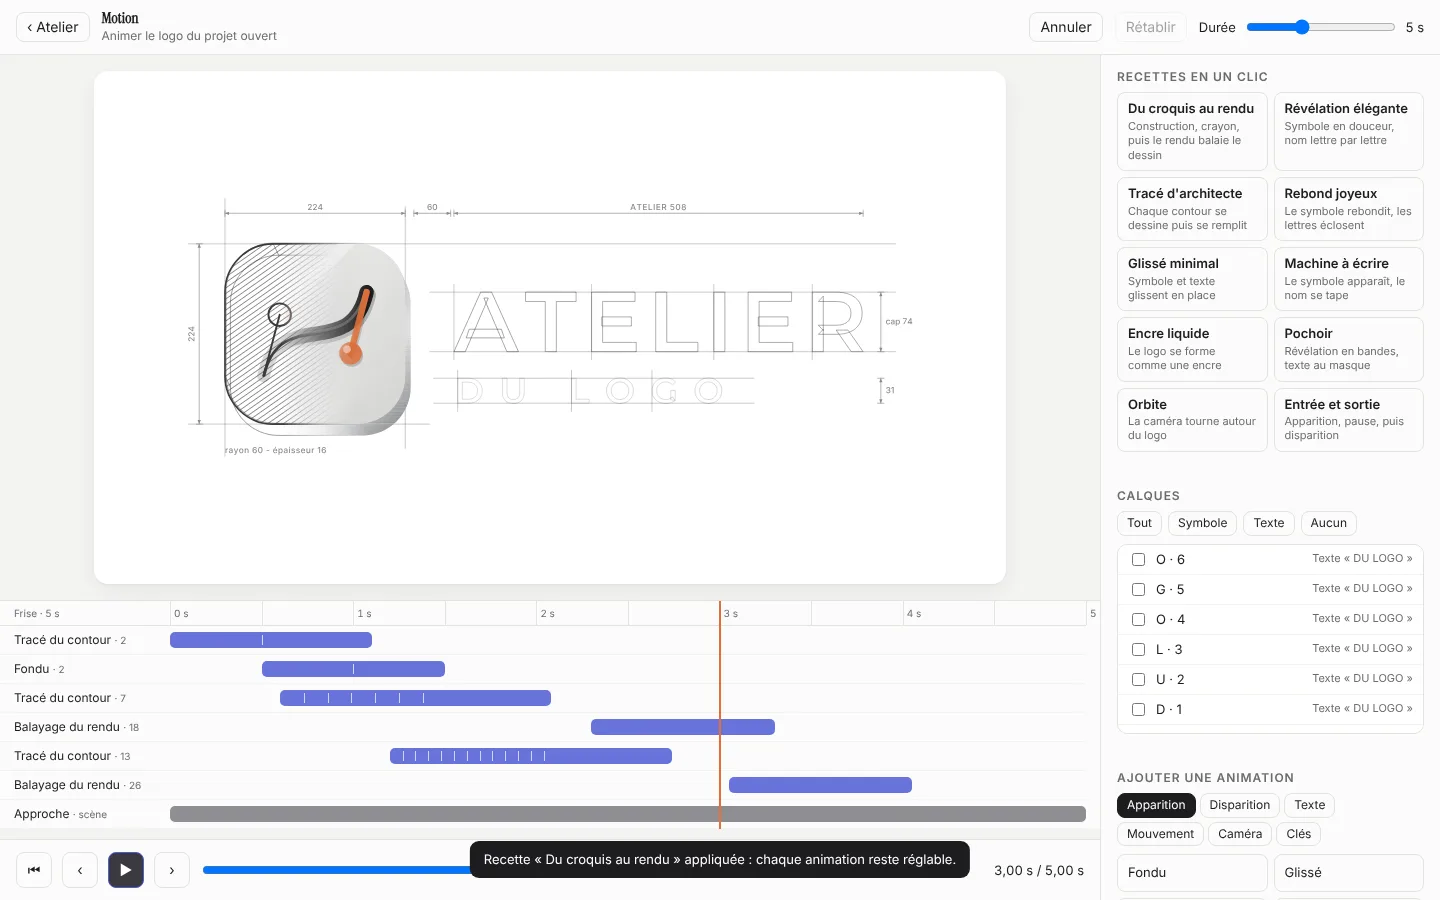 ‹ Atelier
Motion
Animer le logo du projet ouvert
Annuler
Rétablir
Durée
5 s
224
60
ATELIER 508
224
ATELIER
cap 74
DU LOGO
31
rayon 60 - épaisseur 16
RECETTES EN UN CLIC
Du croquis au rendu
Construction, crayon,
puis le rendu balaie le
dessin
Révélation élégante
Symbole en douceur,
nom lettre par lettre
Tracé d'architecte
Chaque contour se
dessine puis se remplit
Rebond joyeux
Le symbole rebondit, les
lettres éclosent
Glissé minimal
Symbole et texte
glissent en place
Machine à écrire
Le symbole apparaît, le
nom se tape
Encre liquide
Le logo se forme
comme une encre
Pochoir
Révélation en bandes,
texte au masque
Orbite
La caméra tourne autour
du logo
Entrée et sortie
Apparition, pause, puis
disparition
CALQUES
Tout
Symbole
Texte
Aucun
O · 6 Texte « DU LOGO »
G · 5 Texte « DU LOGO »
O · 4 Texte « DU LOGO »
L · 3 Texte « DU LOGO »
U · 2 Texte « DU LOGO »
D · 1 Texte « DU LOGO »
AJOUTER UNE ANIMATION
Apparition
Disparition
Texte
Mouvement
Caméra
Clés
Fondu
Glissé
Frise · 5 s
0 s
1 s
2 s
3 s
4 s
5
Tracé du contour · 2
Fondu · 2
Tracé du contour · 7
Balayage du rendu · 18
Tracé du contour · 13
Balayage du rendu · 26
Approche · scène
Recette « Du croquis au rendu » appliquée : chaque animation reste réglable.
3,00 s / 5,00 s